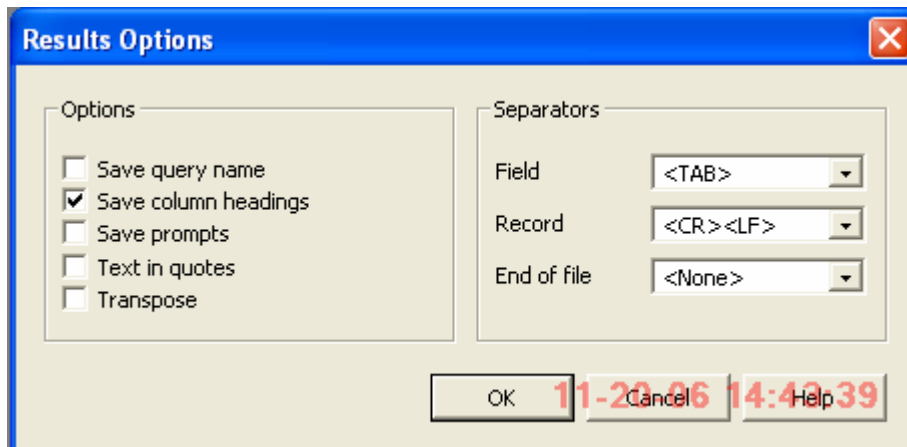 Results Options
Options
Save query name
Save column headings
Save prompts
Text in quotes
Transpose
Separators
Field <TAB>
Record <CR><LF>
End of file <None>
OK Cancel Help
11-20-06 14:43:39